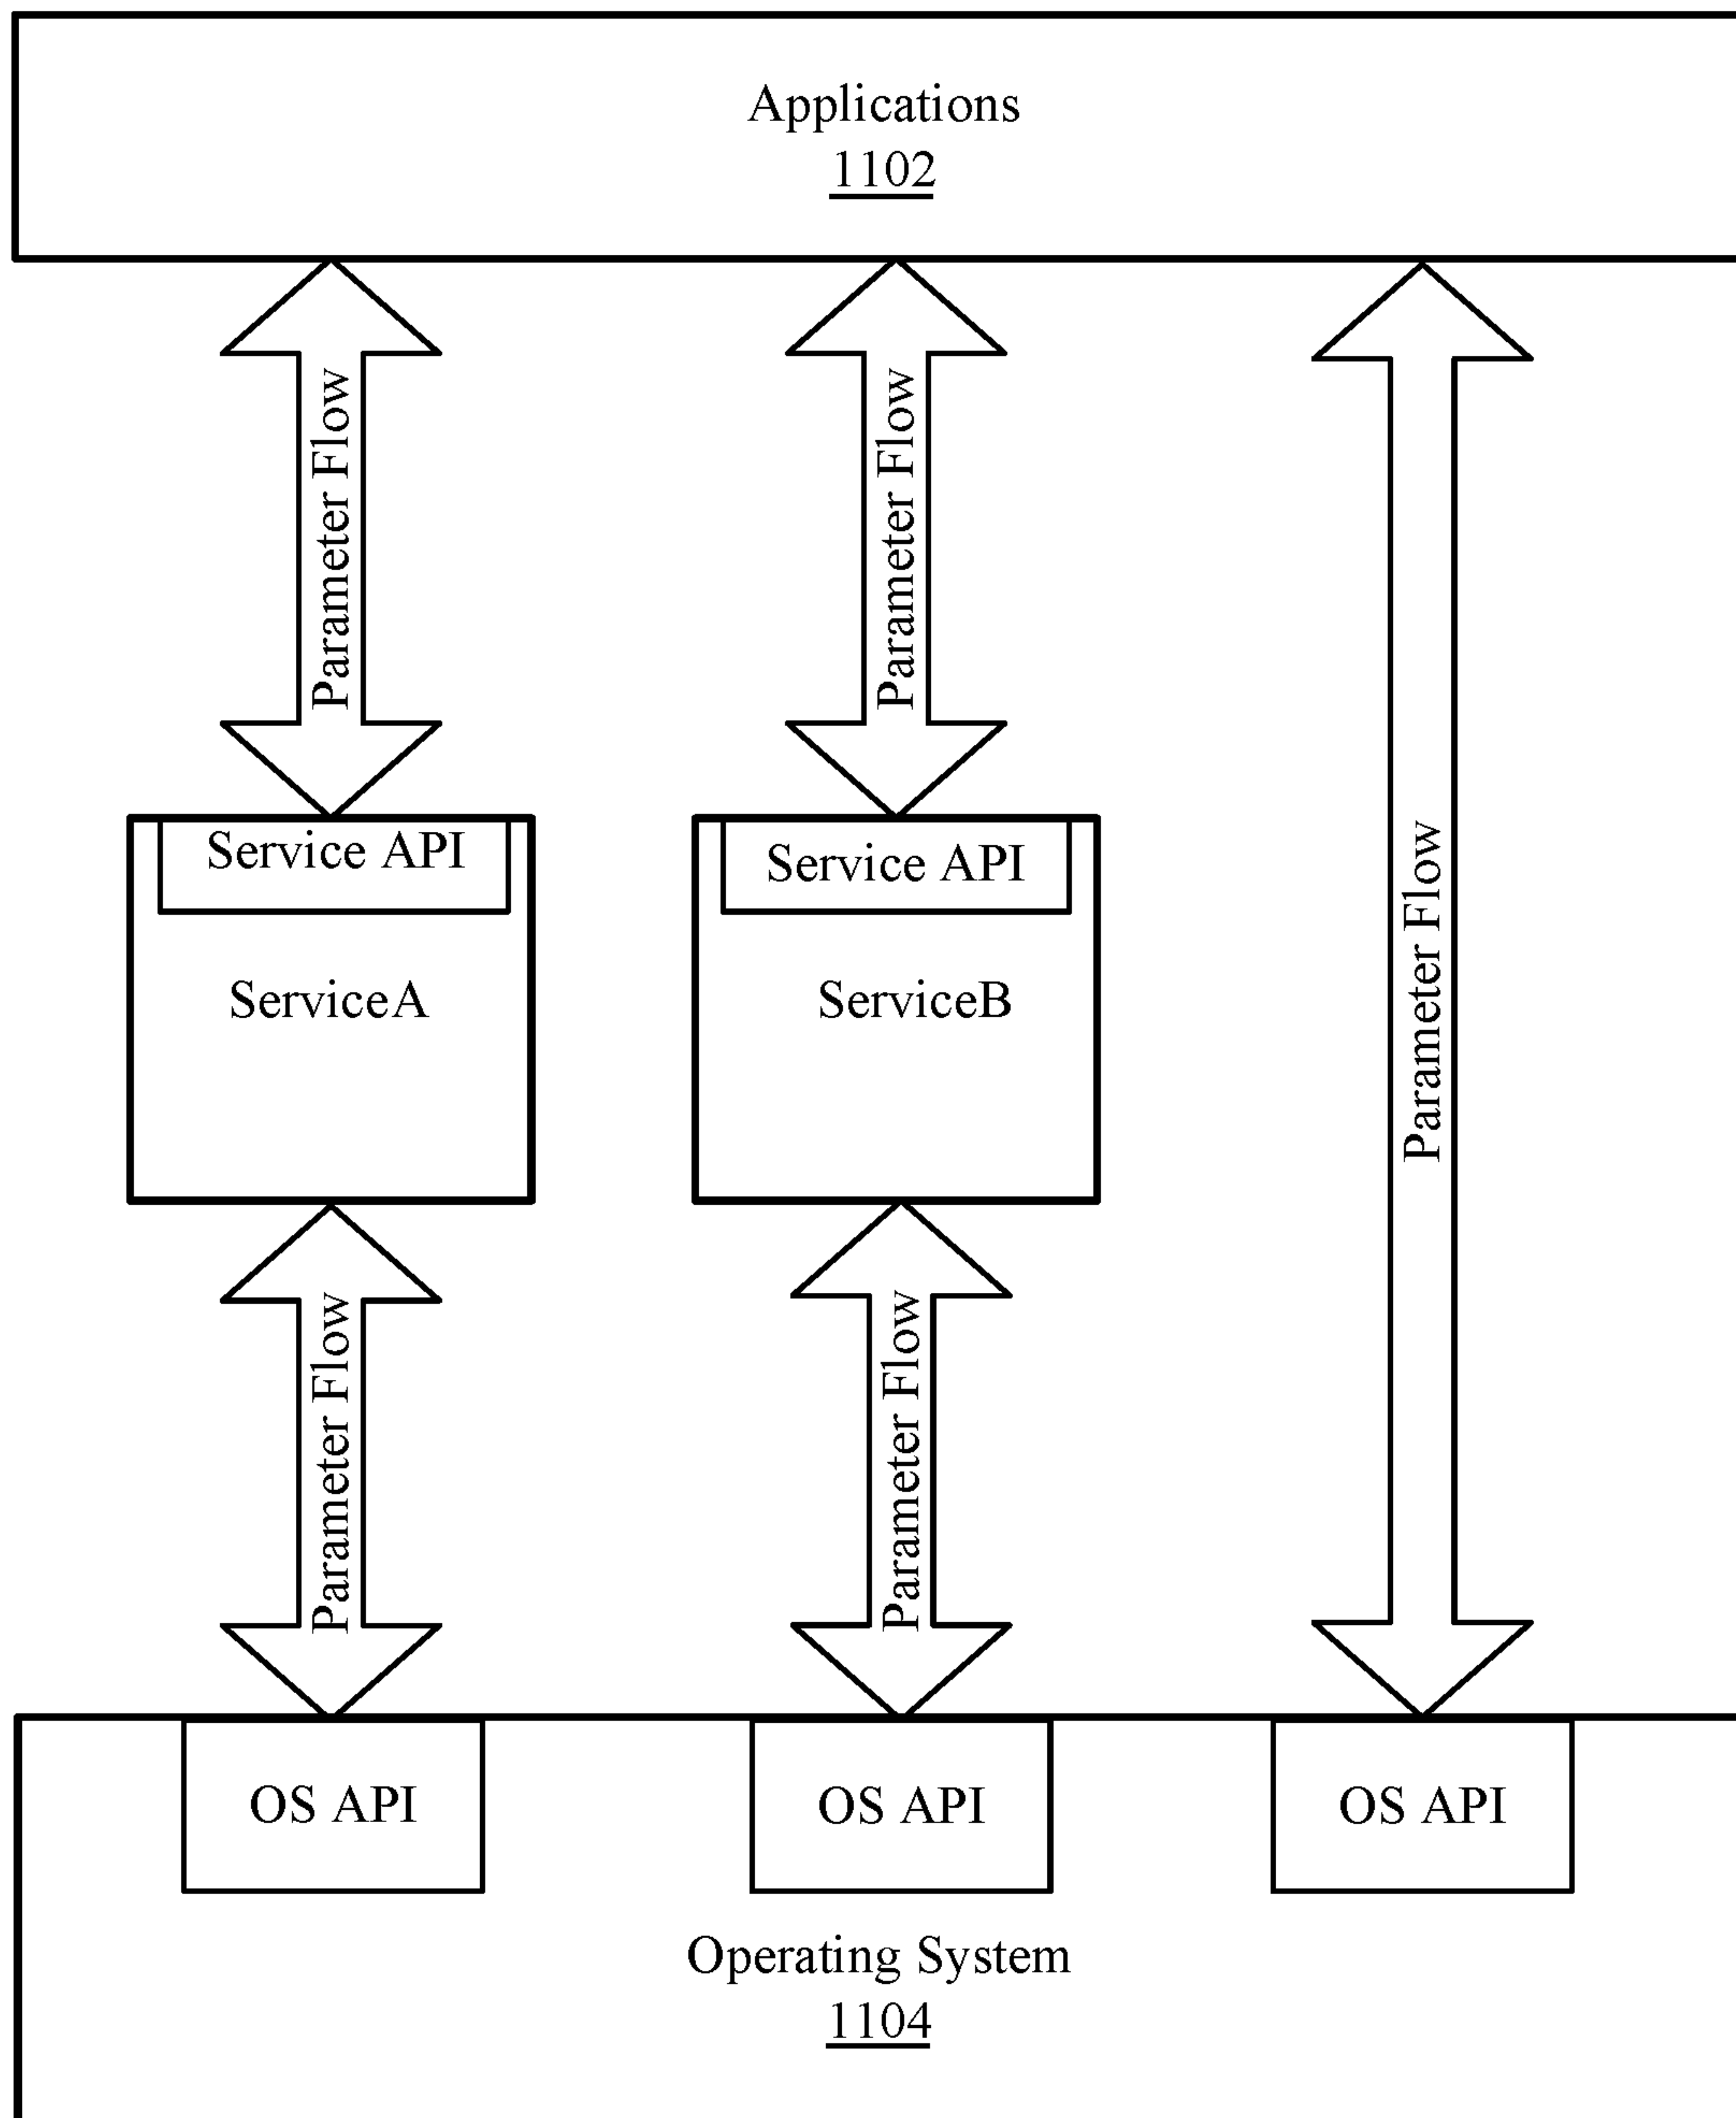 Applications
1102
Parameter Flow
Parameter Flow
Parameter Flow
Service API
Service API
ServiceA
ServiceB
Parameter Flow
Parameter Flow
OS API
OS API
OS API
Operating System
1104